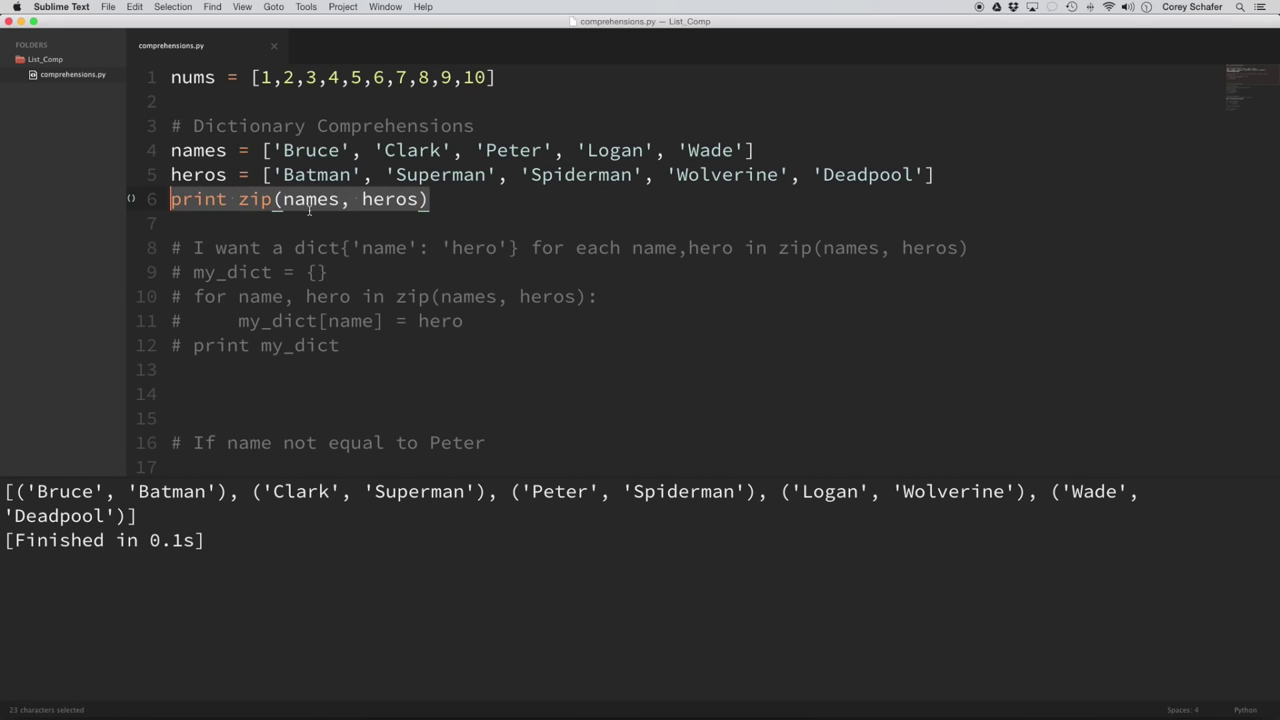 Sublime Text File Edit Selection Find View Goto Tools Project Window Help Corey Schafer
comprehensions.py — List_Comp
FOLDERS
List_Comp
comprehensions.py
comprehensions.py
1 nums = [1,2,3,4,5,6,7,8,9,10]
2
3 # Dictionary Comprehensions
4 names = ['Bruce', 'Clark', 'Peter', 'Logan', 'Wade']
5 heros = ['Batman', 'Superman', 'Spiderman', 'Wolverine', 'Deadpool']
6 print zip(names, heros)
7
8 # I want a dict{'name': 'hero'} for each name,hero in zip(names, heros)
9 # my_dict = {}
10 # for name, hero in zip(names, heros):
11 #     my_dict[name] = hero
12 # print my_dict
13
14
15
16 # If name not equal to Peter
17
[('Bruce', 'Batman'), ('Clark', 'Superman'), ('Peter', 'Spiderman'), ('Logan', 'Wolverine'), ('Wade',
'Deadpool')]
[Finished in 0.1s]
23 characters selected Spaces: 4 Python